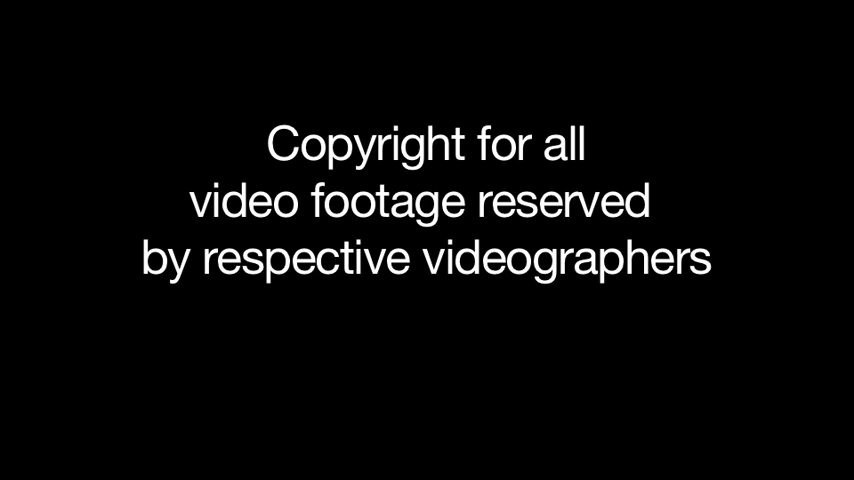 Copyright for all
video footage reserved
by respective videographers